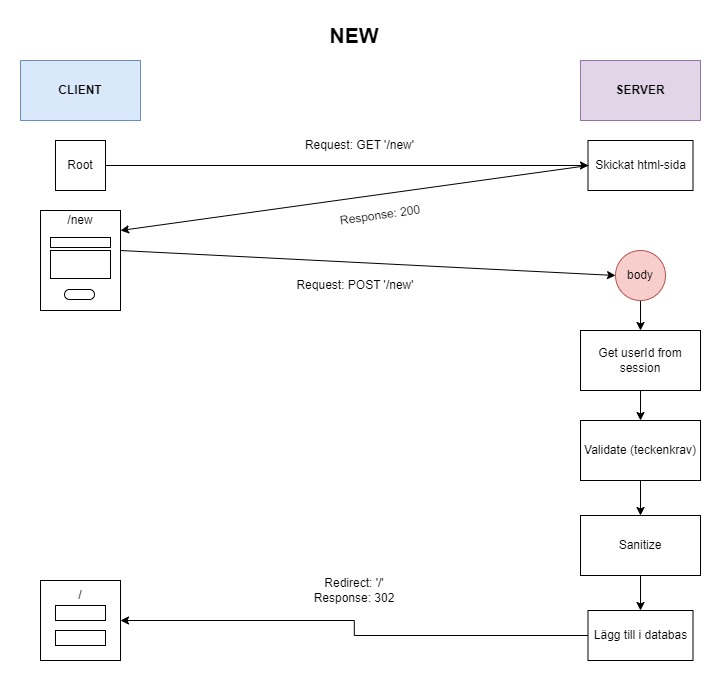 NEW
CLIENT
SERVER
Request: GET '/new'
Root
Skickat html-sida
Response: 200
/new
Request: POST '/new'
body
Get userId from
session
Validate (teckenkrav)
Sanitize
Redirect: '/'
Response: 302
/
Lägg till i databas